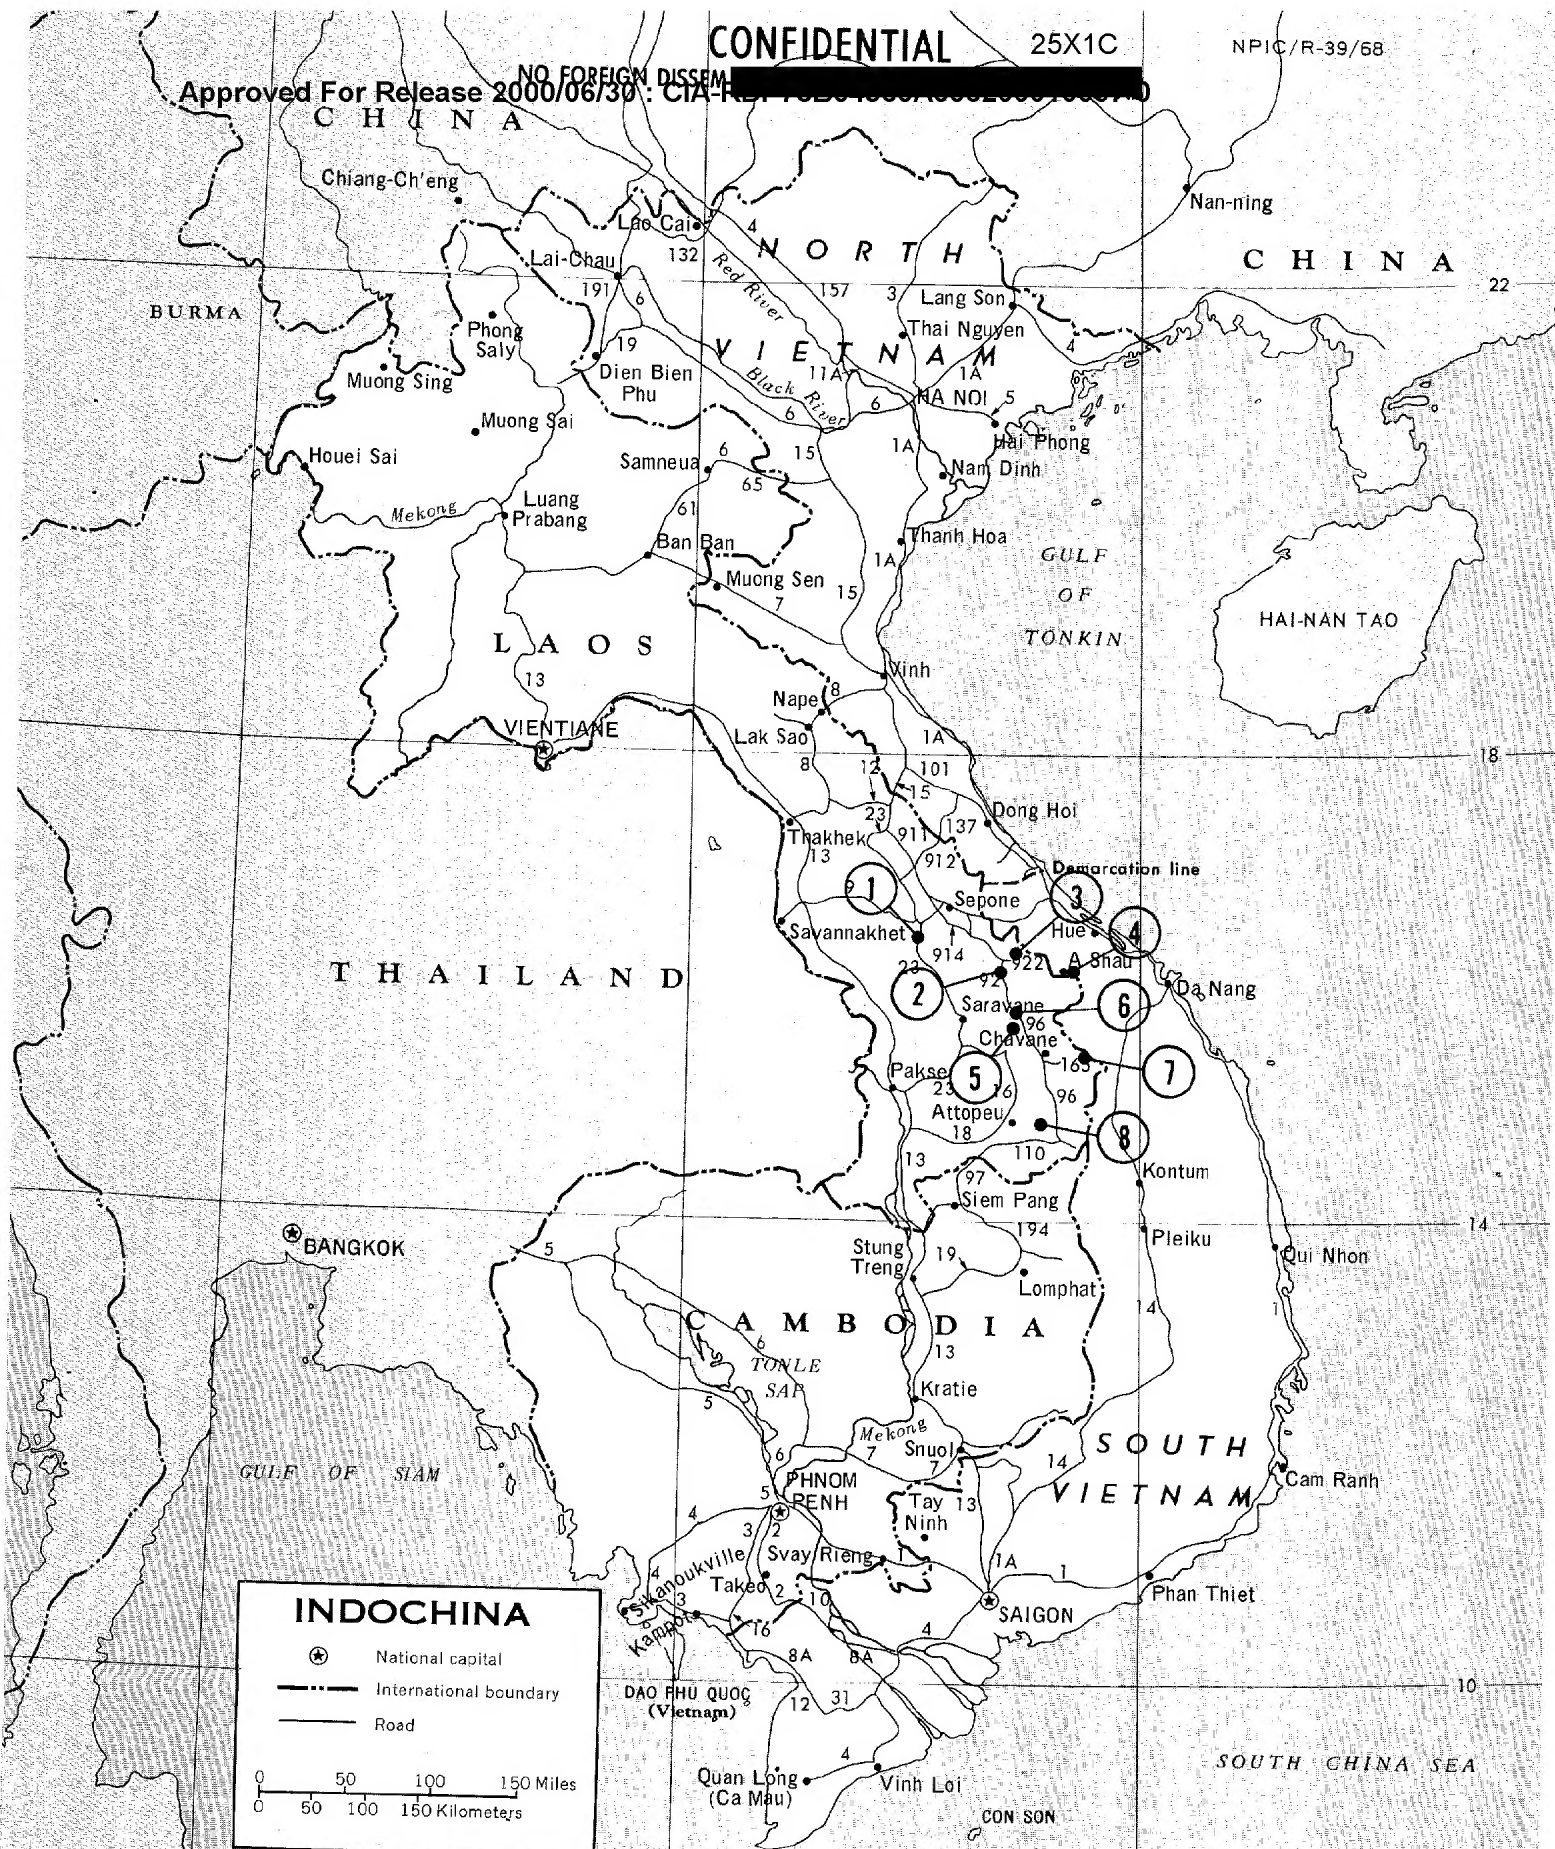 CONFIDENTIAL
25X1C
NPIC/R-39/68
NO FOREIGN DISSEM
Approved For Release 2000/06/30 :
CHINA
Chiang-Ch'eng
Nan-ning
Lao Cai
4
NORTH
132
Red River
CHINA
Lai-Chau
191
6
157
3
Lang Son
22
BURMA
Phong
Saly
19
Thai Nguyen
4
VIETNAM
Muong Sing
Dien Bien
Phu
Black River
11A
1A
6
6
HA NOI
5
Muong Sai
Hai Phong
Houei Sai
Samneua
6
15
1A
Nam Dinh
65
Mekong
Luang
Prabang
61
Ban Ban
Thanh Hoa
1A
GULF
OF
TONKIN
Muong Sen
7
15
HAI-NAN TAO
LAOS
13
Vinh
Nape
8
VIENTIANE
Lak Sao
1A
18
8
12
101
15
23
Dong Hoi
Thakhek
911
137
13
912
Demarcation line
9
1
Sepone
3
Savannakhet
Hue
4
914
922
A Shau
THAILAND
23
92
2
Da Nang
Saravane
6
96
Chavane
Pakse
5
165
7
23
16
96
Attopeu
18
8
13
110
97
Kontum
Siem Pang
194
14
BANGKOK
5
Stung
Treng
19
Pleiku
Qui Nhon
Lomphat
14
1
CAMBODIA
6
13
TONLE
SAP
5
Kratie
Mekong
7
Snuol
7
6
SOUTH
14
GULF OF SIAM
PHNOM
PENH
5
Cam Ranh
VIETNAM
Tay
Ninh
13
4
3
2
Svay Rieng
1
1A
1
Sikanoukville
4
Takeo
2
10
Phan Thiet
SAIGON
3
Kampot
16
4
8A
8A
DAO PHU QUOC
(Vietnam)
12
31
10
4
Quan Long
(Ca Mau)
Vinh Loi
SOUTH CHINA SEA
CON SON
INDOCHINA
National capital
International boundary
Road
0 50 100 150 Miles
0 50 100 150 Kilometers